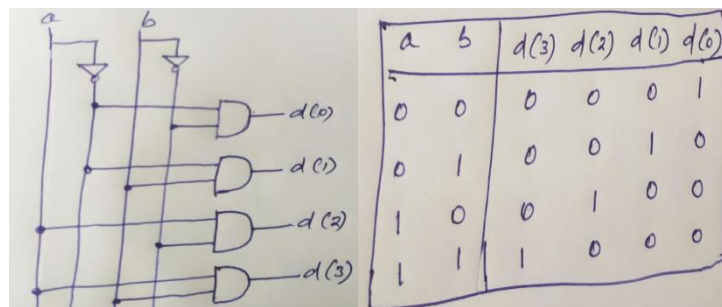 a b
d(0)
d(1)
d(2)
d(3)
a b d(3) d(2) d(1) d(0)
0 0 0 0 0 1
0 1 0 0 1 0
1 0 0 1 0 0
1 1 1 0 0 0